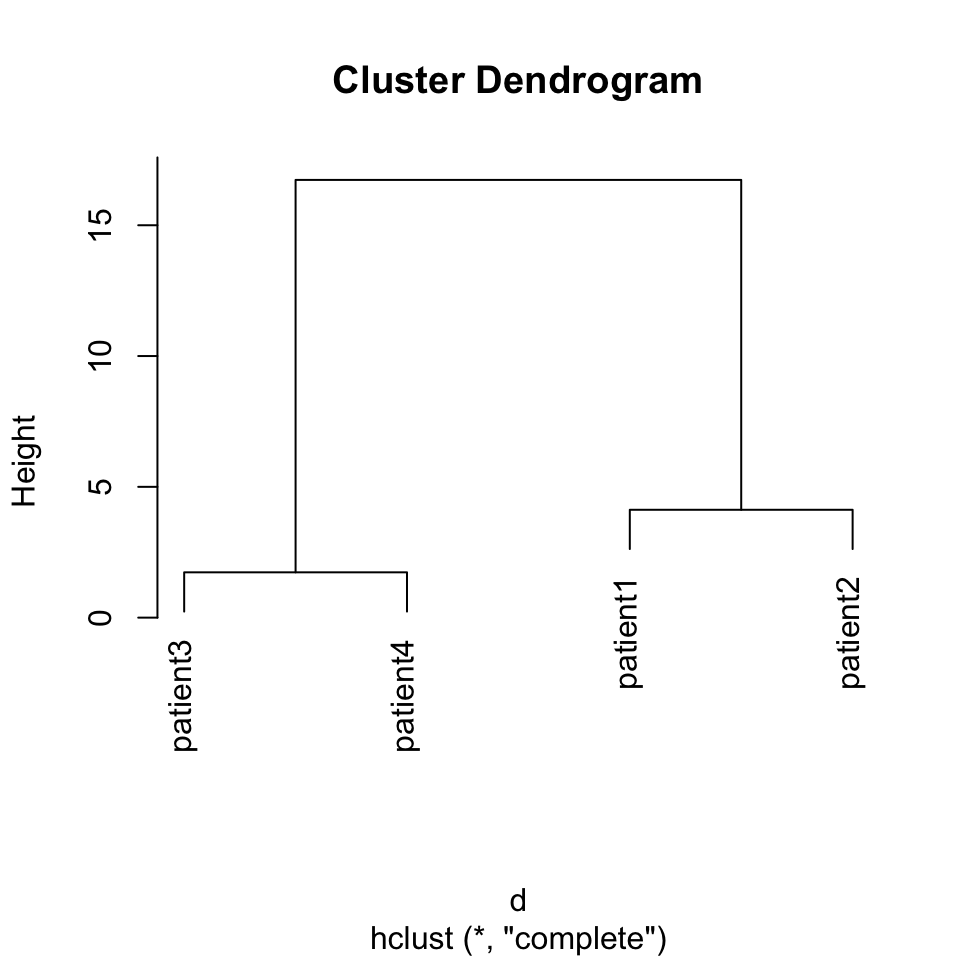 Cluster Dendrogram
Height
15
10
5
0
patient3
patient4
patient1
patient2
d
hclust (*, "complete")